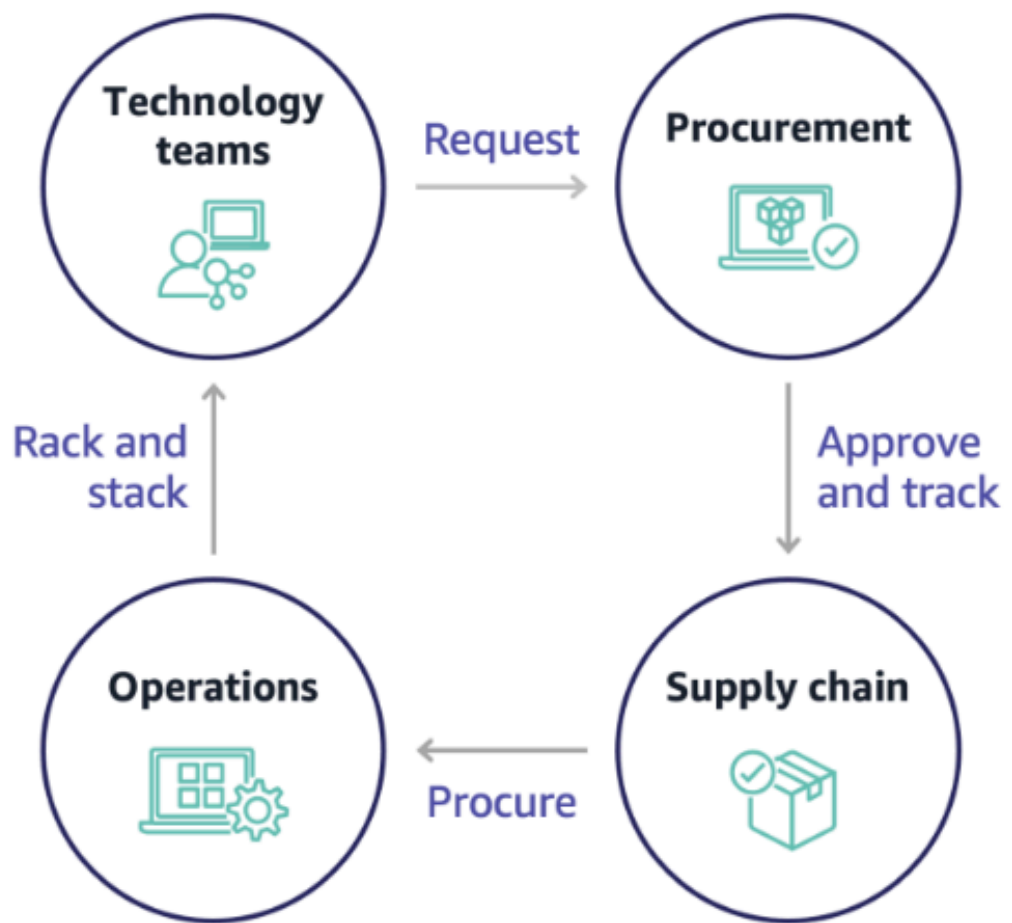 Technology
teams
Request
Procurement
Rack and
stack
Approve
and track
Operations
Procure
Supply chain